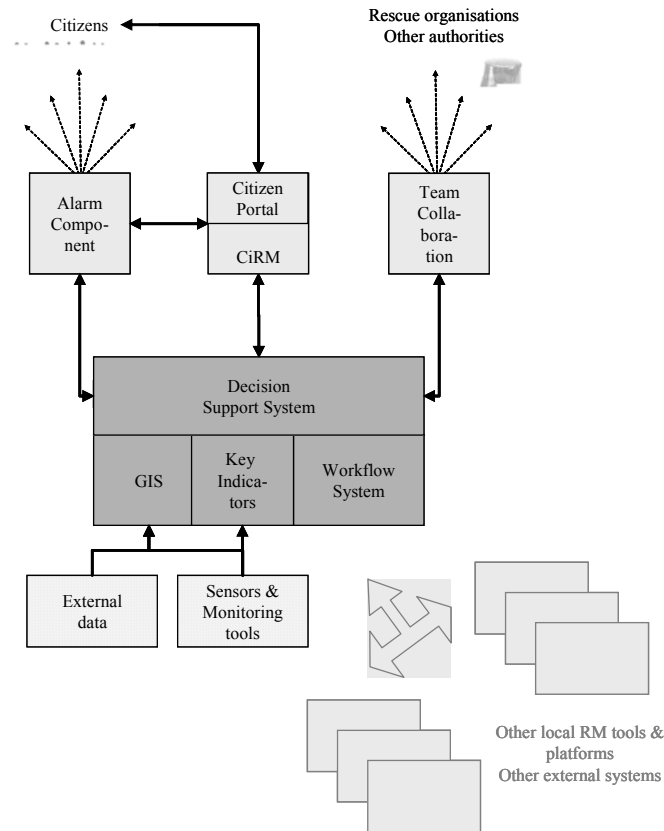 Citizens
Rescue organisations
Other authorities
Alarm
Compo-
nent
Citizen
Portal
CiRM
Team
Colla-
bora-
tion
Decision
Support System
GIS
Key
Indica-
tors
Workflow
System
External
data
Sensors &
Monitoring
tools
Other local RM tools &
platforms
Other external systems